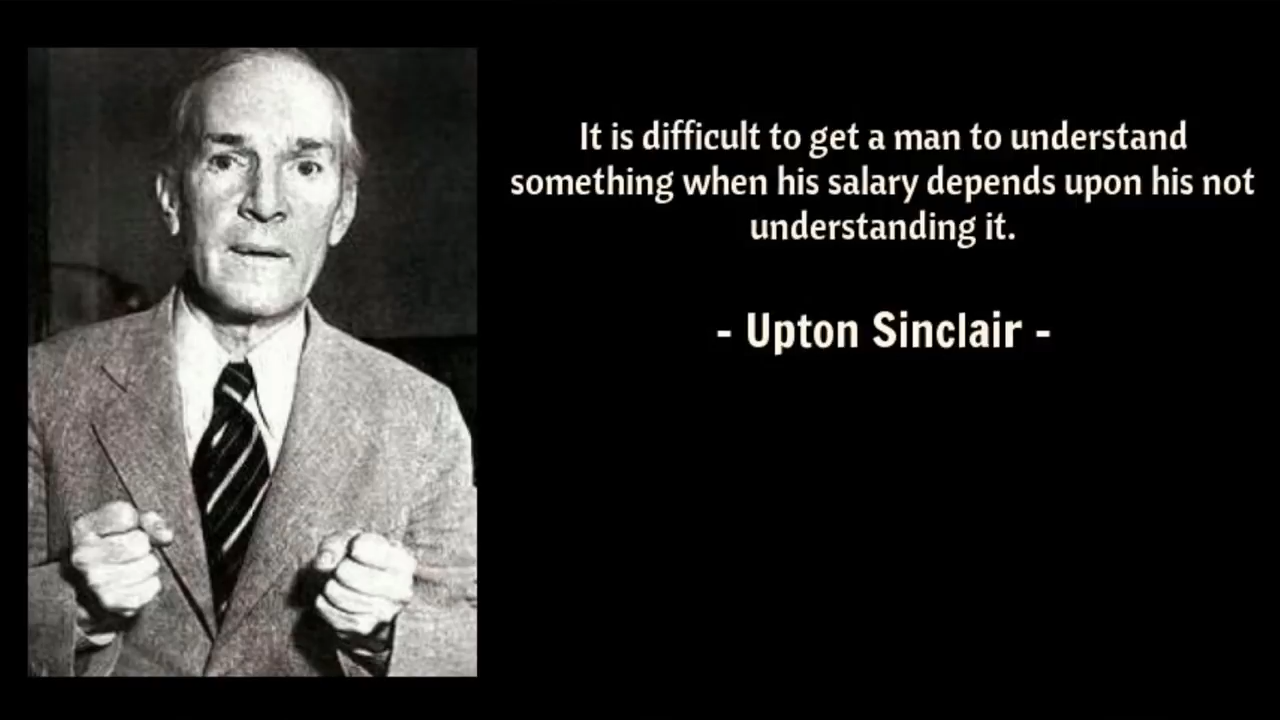 It is difficult to get a man to understand
something when his salary depends upon his not
understanding it.
- Upton Sinclair -